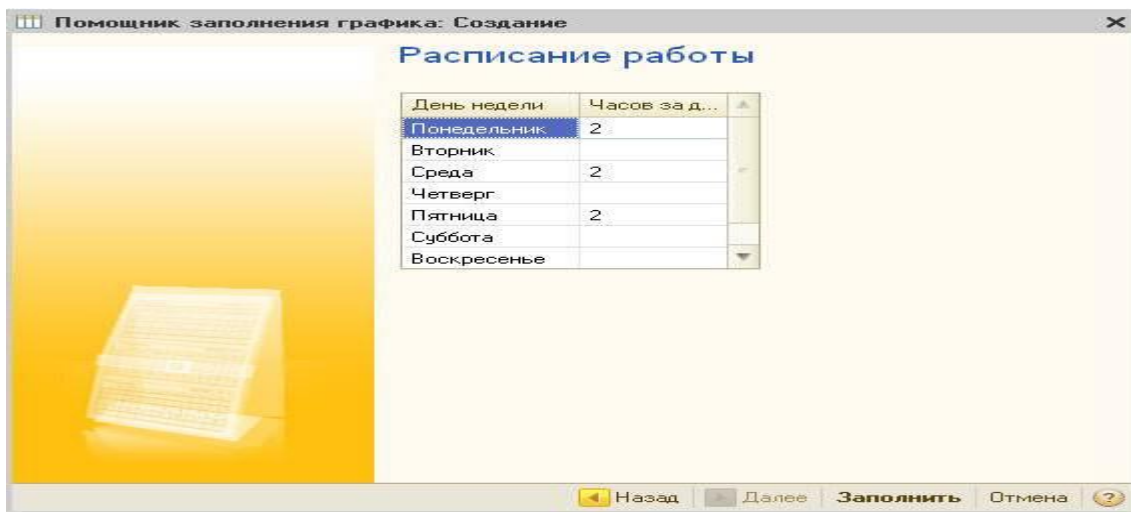 Помощник заполнения графика: Создание
Расписание работы
День недели Часов за д...
Понедельник 2
Вторник
Среда 2
Четверг
Пятница 2
Суббота
Воскресенье
Назад Далее Заполнить Отмена ?